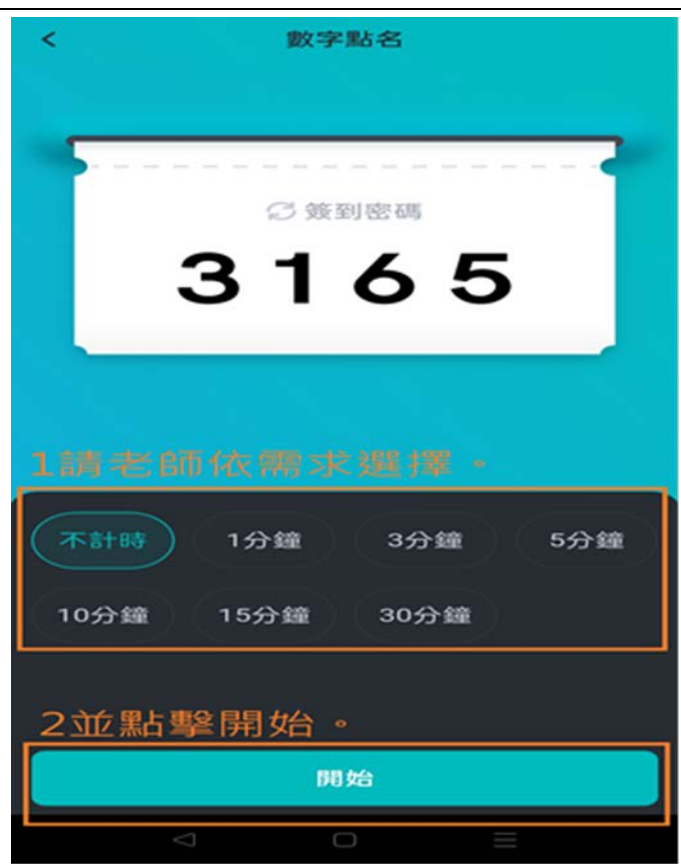 <
數字點名
簽到密碼
3165
1請老師依需求選擇。
不計時 1分鐘 3分鐘 5分鐘
10分鐘 15分鐘 30分鐘
2並點擊開始。
開始